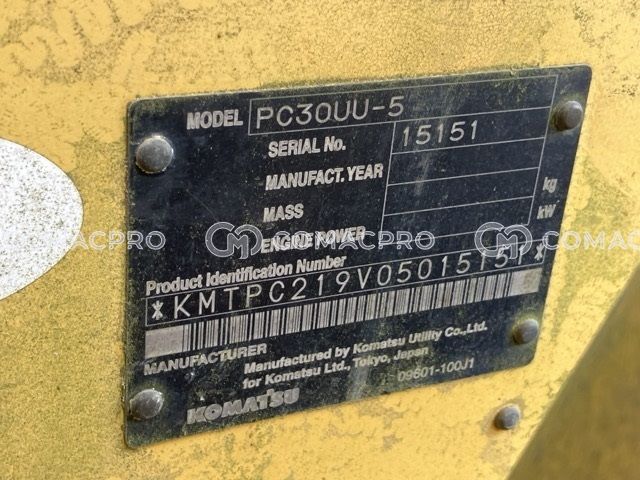 MODEL PC30UU-5
SERIAL No. 15151
MANUFACT. YEAR
MASS kg
ENGINE POWER kW
Product Identification Number
*KMTPC219V05015151*
MANUFACTURER
Manufactured by Komatsu Utility Co., Ltd.
for Komatsu Ltd., Tokyo, Japan
KOMATSU 09601-100J1
COMACPRO COMACPRO COMACPRO